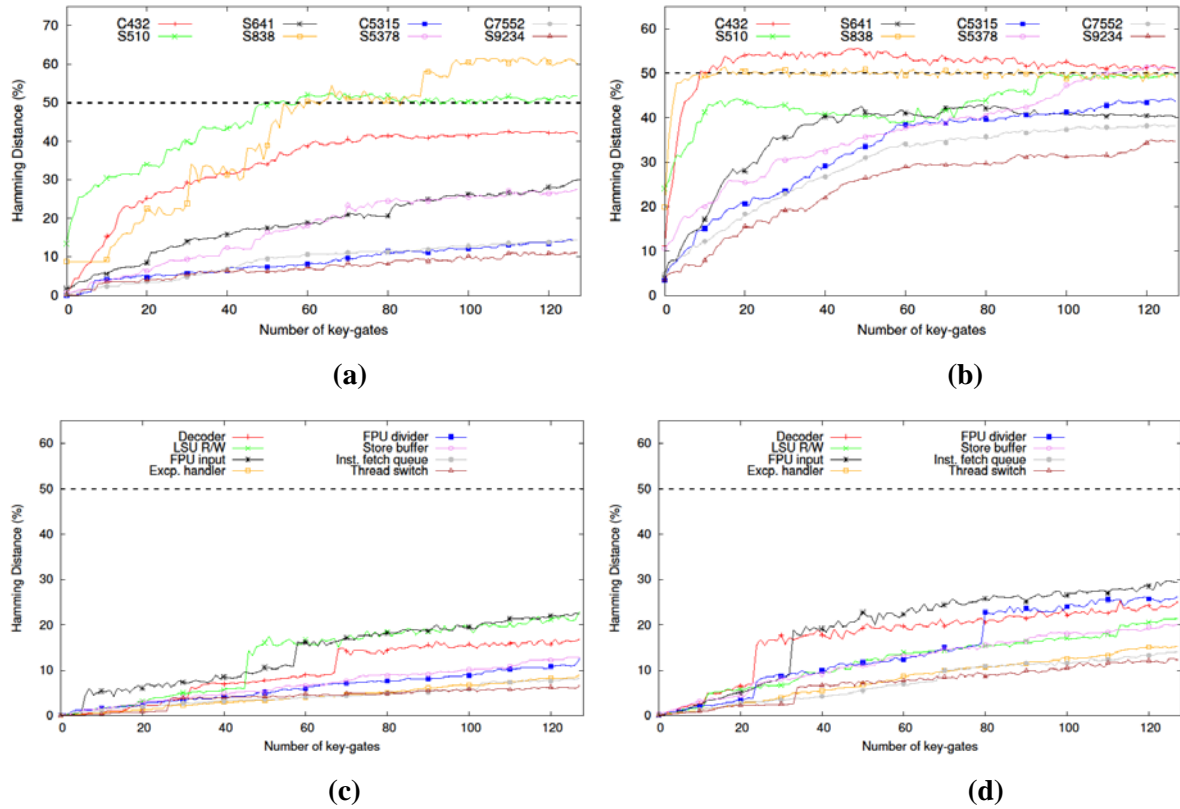 C432 S641 C5315 C7552
S510 S838 S5378 S9234
Hamming Distance (%)
70
60
50
40
30
20
10
0
0 20 40 60 80 100 120
Number of key-gates
(a)
C432 S641 C5315 C7552
S510 S838 S5378 S9234
Hamming Distance (%)
60
50
40
30
20
10
0
0 20 40 60 80 100 120
Number of key-gates
(b)
Decoder FPU divider
LSU R/W Store buffer
FPU input Inst. fetch queue
Excp. handler Thread switch
Hamming Distance (%)
60
50
40
30
20
10
0
0 20 40 60 80 100 120
Number of key-gates
(c)
Decoder FPU divider
LSU R/W Store buffer
FPU input Inst. fetch queue
Excp. handler Thread switch
Hamming Distance (%)
60
50
40
30
20
10
0
0 20 40 60 80 100 120
Number of key-gates
(d)